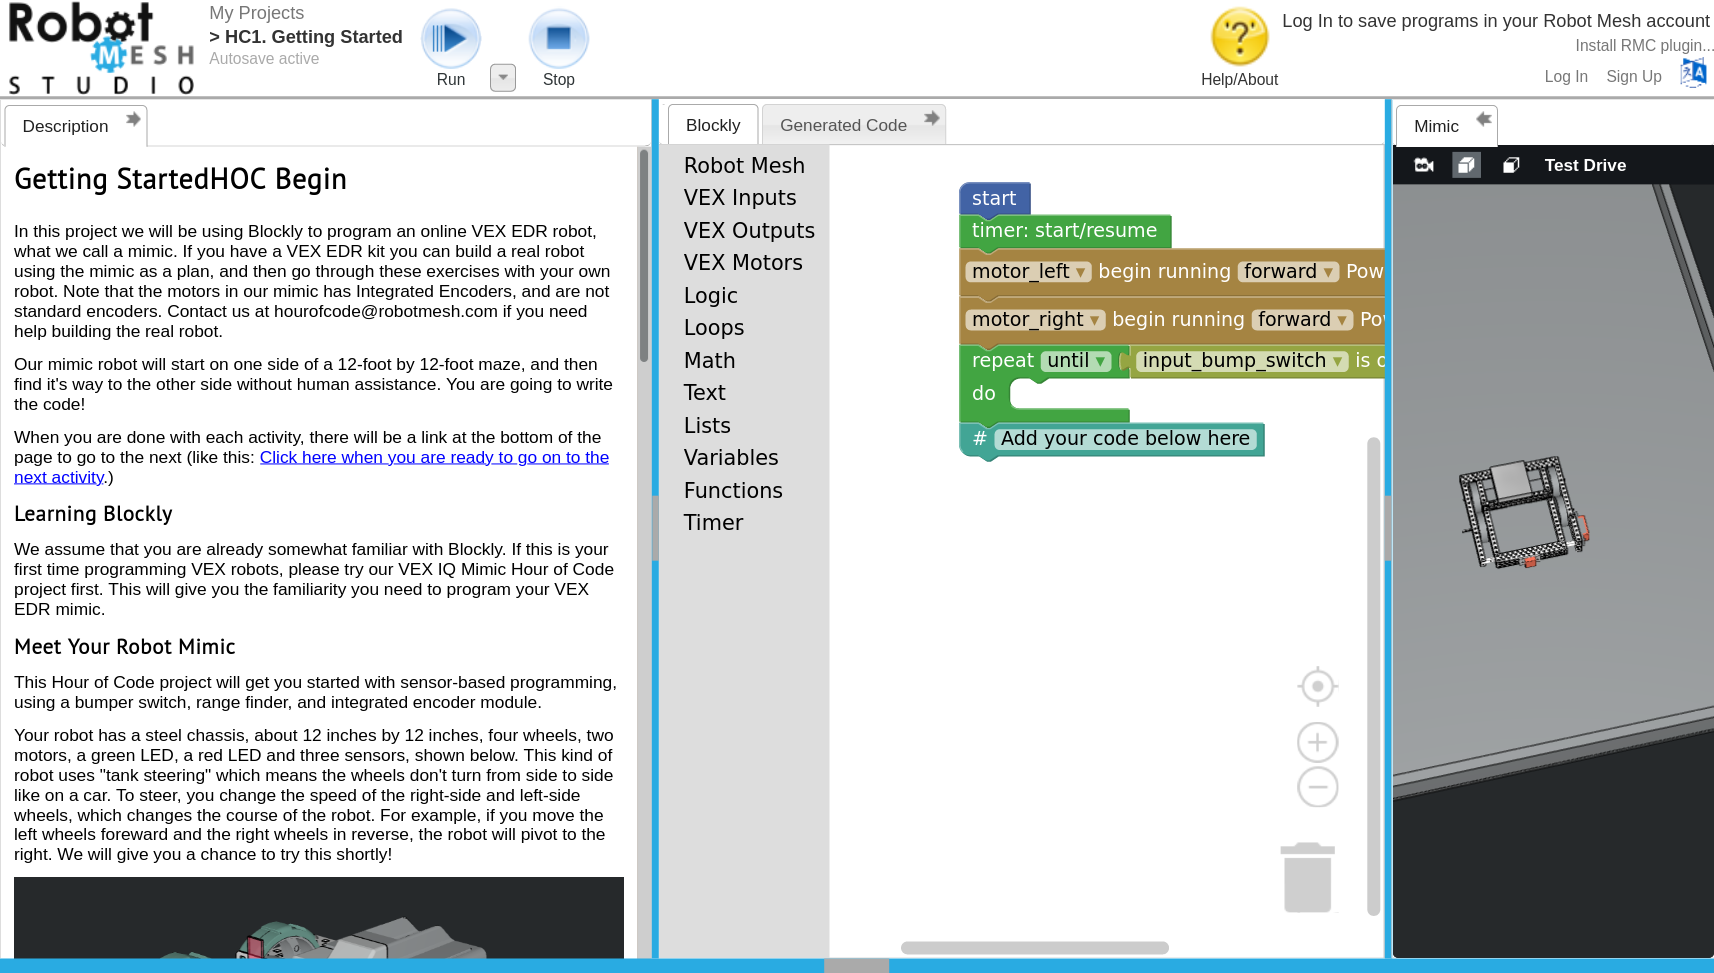 Robot
MESH
STUDIO
My Projects
> HC1. Getting Started
Autosave active
Run
Stop
Help/About
Log In to save programs in your Robot Mesh account
Install RMC plugin...
Log In Sign Up
Description
Getting StartedHOC Begin
In this project we will be using Blockly to program an online VEX EDR robot,
what we call a mimic. If you have a VEX EDR kit you can build a real robot
using the mimic as a plan, and then go through these exercises with your own
robot. Note that the motors in our mimic has Integrated Encoders, and are not
standard encoders. Contact us at hourofcode@robotmesh.com if you need
help building the real robot.
Our mimic robot will start on one side of a 12-foot by 12-foot maze, and then
find it's way to the other side without human assistance. You are going to write
the code!
When you are done with each activity, there will be a link at the bottom of the
page to go to the next (like this: Click here when you are ready to go on to the
next activity.)
Learning Blockly
We assume that you are already somewhat familiar with Blockly. If this is your
first time programming VEX robots, please try our VEX IQ Mimic Hour of Code
project first. This will give you the familiarity you need to program your VEX
EDR mimic.
Meet Your Robot Mimic
This Hour of Code project will get you started with sensor-based programming,
using a bumper switch, range finder, and integrated encoder module.
Your robot has a steel chassis, about 12 inches by 12 inches, four wheels, two
motors, a green LED, a red LED and three sensors, shown below. This kind of
robot uses "tank steering" which means the wheels don't turn from side to side
like on a car. To steer, you change the speed of the right-side and left-side
wheels, which changes the course of the robot. For example, if you move the
left wheels foreward and the right wheels in reverse, the robot will pivot to the
right. We will give you a chance to try this shortly!
Blockly
Generated Code
Robot Mesh
VEX Inputs
VEX Outputs
VEX Motors
Logic
Loops
Math
Text
Lists
Variables
Functions
Timer
start
timer: start/resume
motor_left begin running forward Pow
motor_right begin running forward Po
repeat until input_bump_switch is
do
# Add your code below here
Mimic
Test Drive